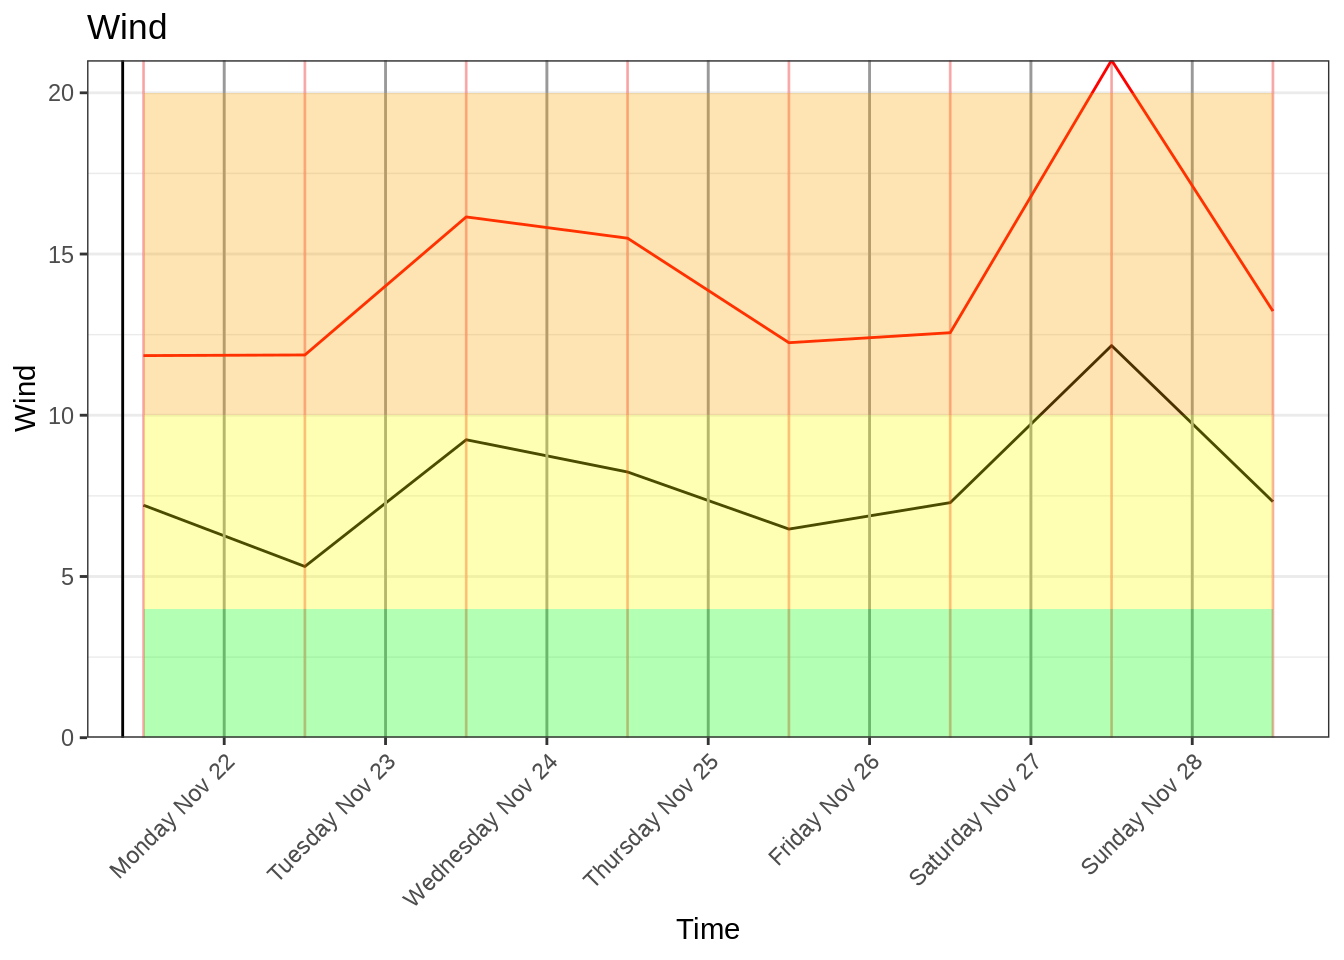 Wind
20
15
10
5
0
Wind
Monday Nov 22
Tuesday Nov 23
Wednesday Nov 24
Thursday Nov 25
Friday Nov 26
Saturday Nov 27
Sunday Nov 28
Time